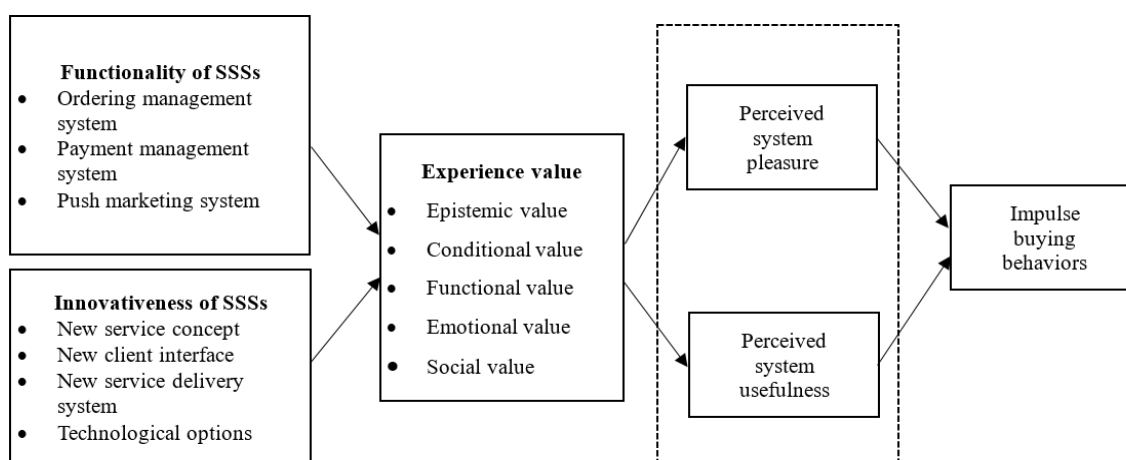 Functionality of SSSs
• Ordering management
system
• Payment management
system
• Push marketing system
Innovativeness of SSSs
• New service concept
• New client interface
• New service delivery
system
• Technological options
Experience value
• Epistemic value
• Conditional value
• Functional value
• Emotional value
• Social value
Perceived
system
pleasure
Perceived
system
usefulness
Impulse
buying
behaviors